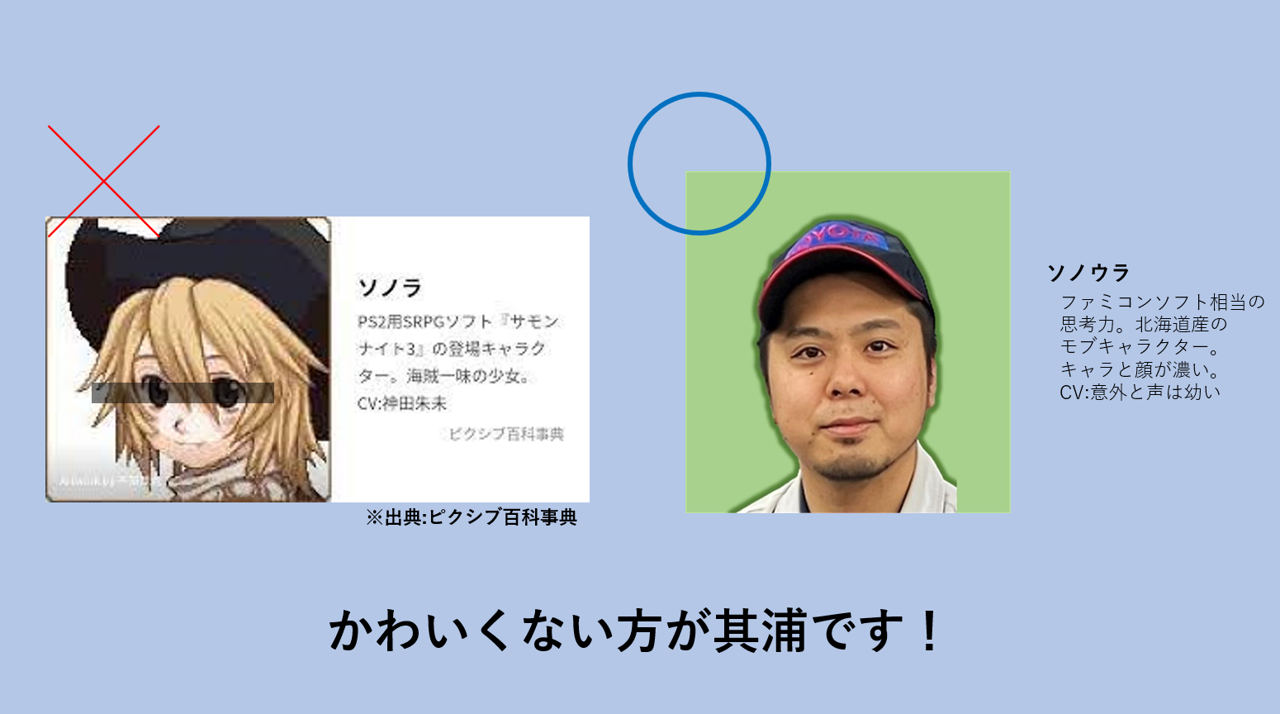 ソノラ
PS2用SRPGソフト『サモン
ナイト3』の登場キャラク
ター。海賊一味の少女。
CV:神田朱未
ピクシブ百科事典
Artwork by
※出典:ピクシブ百科事典
TOYOTA
ソノウラ
ファミコンソフト相当の
思考力。北海道産の
モブキャラクター。
キャラと顔が濃い。
CV:意外と声は幼い
かわいくない方が其浦です！